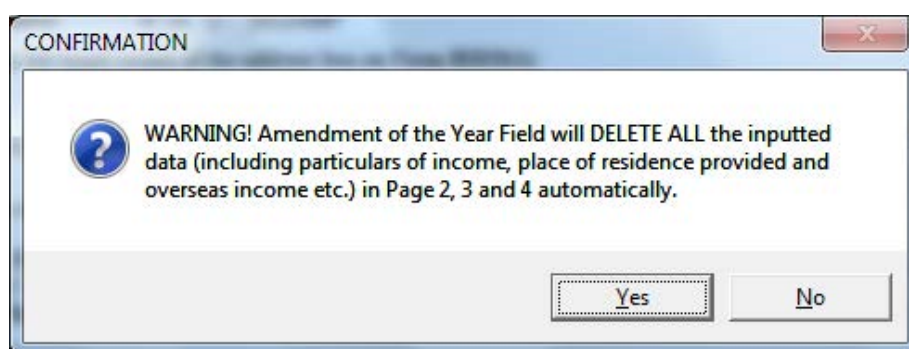 CONFIRMATION
WARNING! Amendment of the Year Field will DELETE ALL the inputted
data (including particulars of income, place of residence provided and
overseas income etc.) in Page 2, 3 and 4 automatically.
Yes
No